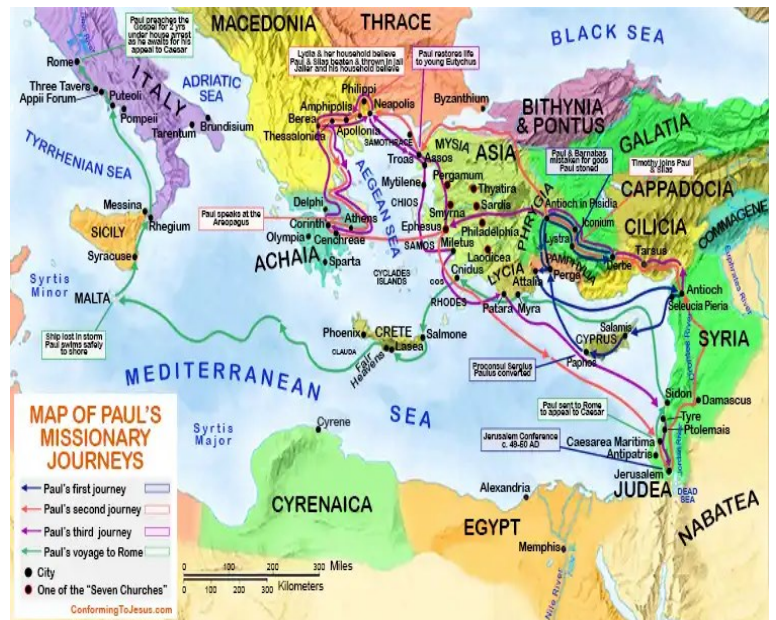 Paul preaches the
Gospel for 2 yrs
under house arrest
as he awaits for his
appeal to Caesar
MACEDONIA
THRACE
BLACK SEA
Rome
ITALY
ADRIATIC
SEA
Three Taverns
Appii Forum
Puteoli
Pompeii
Tarentum
Brundisium
TYRRHENIAN SEA
Lydia & her household believe
Paul & Silas beaten & thrown in jail
Jailer and his household believe
Paul restores life
to young Eutychus
Philippi
Neapolis
Amphipolis
Berea
Apollonia
Thessalonica
Byzantium
BITHYNIA
& PONTUS
GALATIA
SAMOTHRACE
MYSIA
ASIA
Troas
Assos
Paul & Barnabas
mistaken for gods
Paul stoned
Timothy joins Paul
& Silas
CAPPADOCIA
Mytilene
Pergamum
Thyatira
AEGEAN SEA
CHIOS
Smyrna
Sardis
PHRYGIA
Antioch in Pisidia
Iconium
CILICIA
COMMAGENE
Messina
Rhegium
SICILY
Syracuse
Paul speaks at the
Areopagus
Delphi
Corinth
Athens
Olympia
Cenchreae
ACHAIA
Sparta
Ephesus
Philadelphia
SAMOS
Miletus
Laodicea
Lystra
Derbe
Tarsus
PAMPHYLIA
Perga
LYCIA
Attalia
Euphrates River
Syrtis
Minor
MALTA
CYCLADES
ISLANDS
Cnidus
COS
RHODES
Patara
Myra
Antioch
Seleucia Pieria
Orontes River
SYRIA
Ship lost in storm
Paul swims safely
to shore
Phoenix
CRETE
Salmone
CLAUDA
Lasea
Fair
Heavens
Salamis
CYPRUS
Paphos
Proconsul Sergius
Paulus converted
MEDITERRANEAN
SEA
Sidon
Damascus
Paul sent to Rome
to appeal to Caesar
Tyre
Ptolemais
Jerusalem Conference
c. 49-50 AD
Caesarea Maritima
Antipatris
Jordan River
Jerusalem
JUDEA
DEAD
SEA
NABATEA
Syrtis
Major
Cyrene
CYRENAICA
Alexandria
EGYPT
Memphis
Nile River
MAP OF PAUL'S
MISSIONARY
JOURNEYS
Paul's first journey
Paul's second journey
Paul's third journey
Paul's voyage to Rome
City
One of the "Seven Churches"
ConformingToJesus.com
100 200 300 Miles
100 200 300 Kilometers